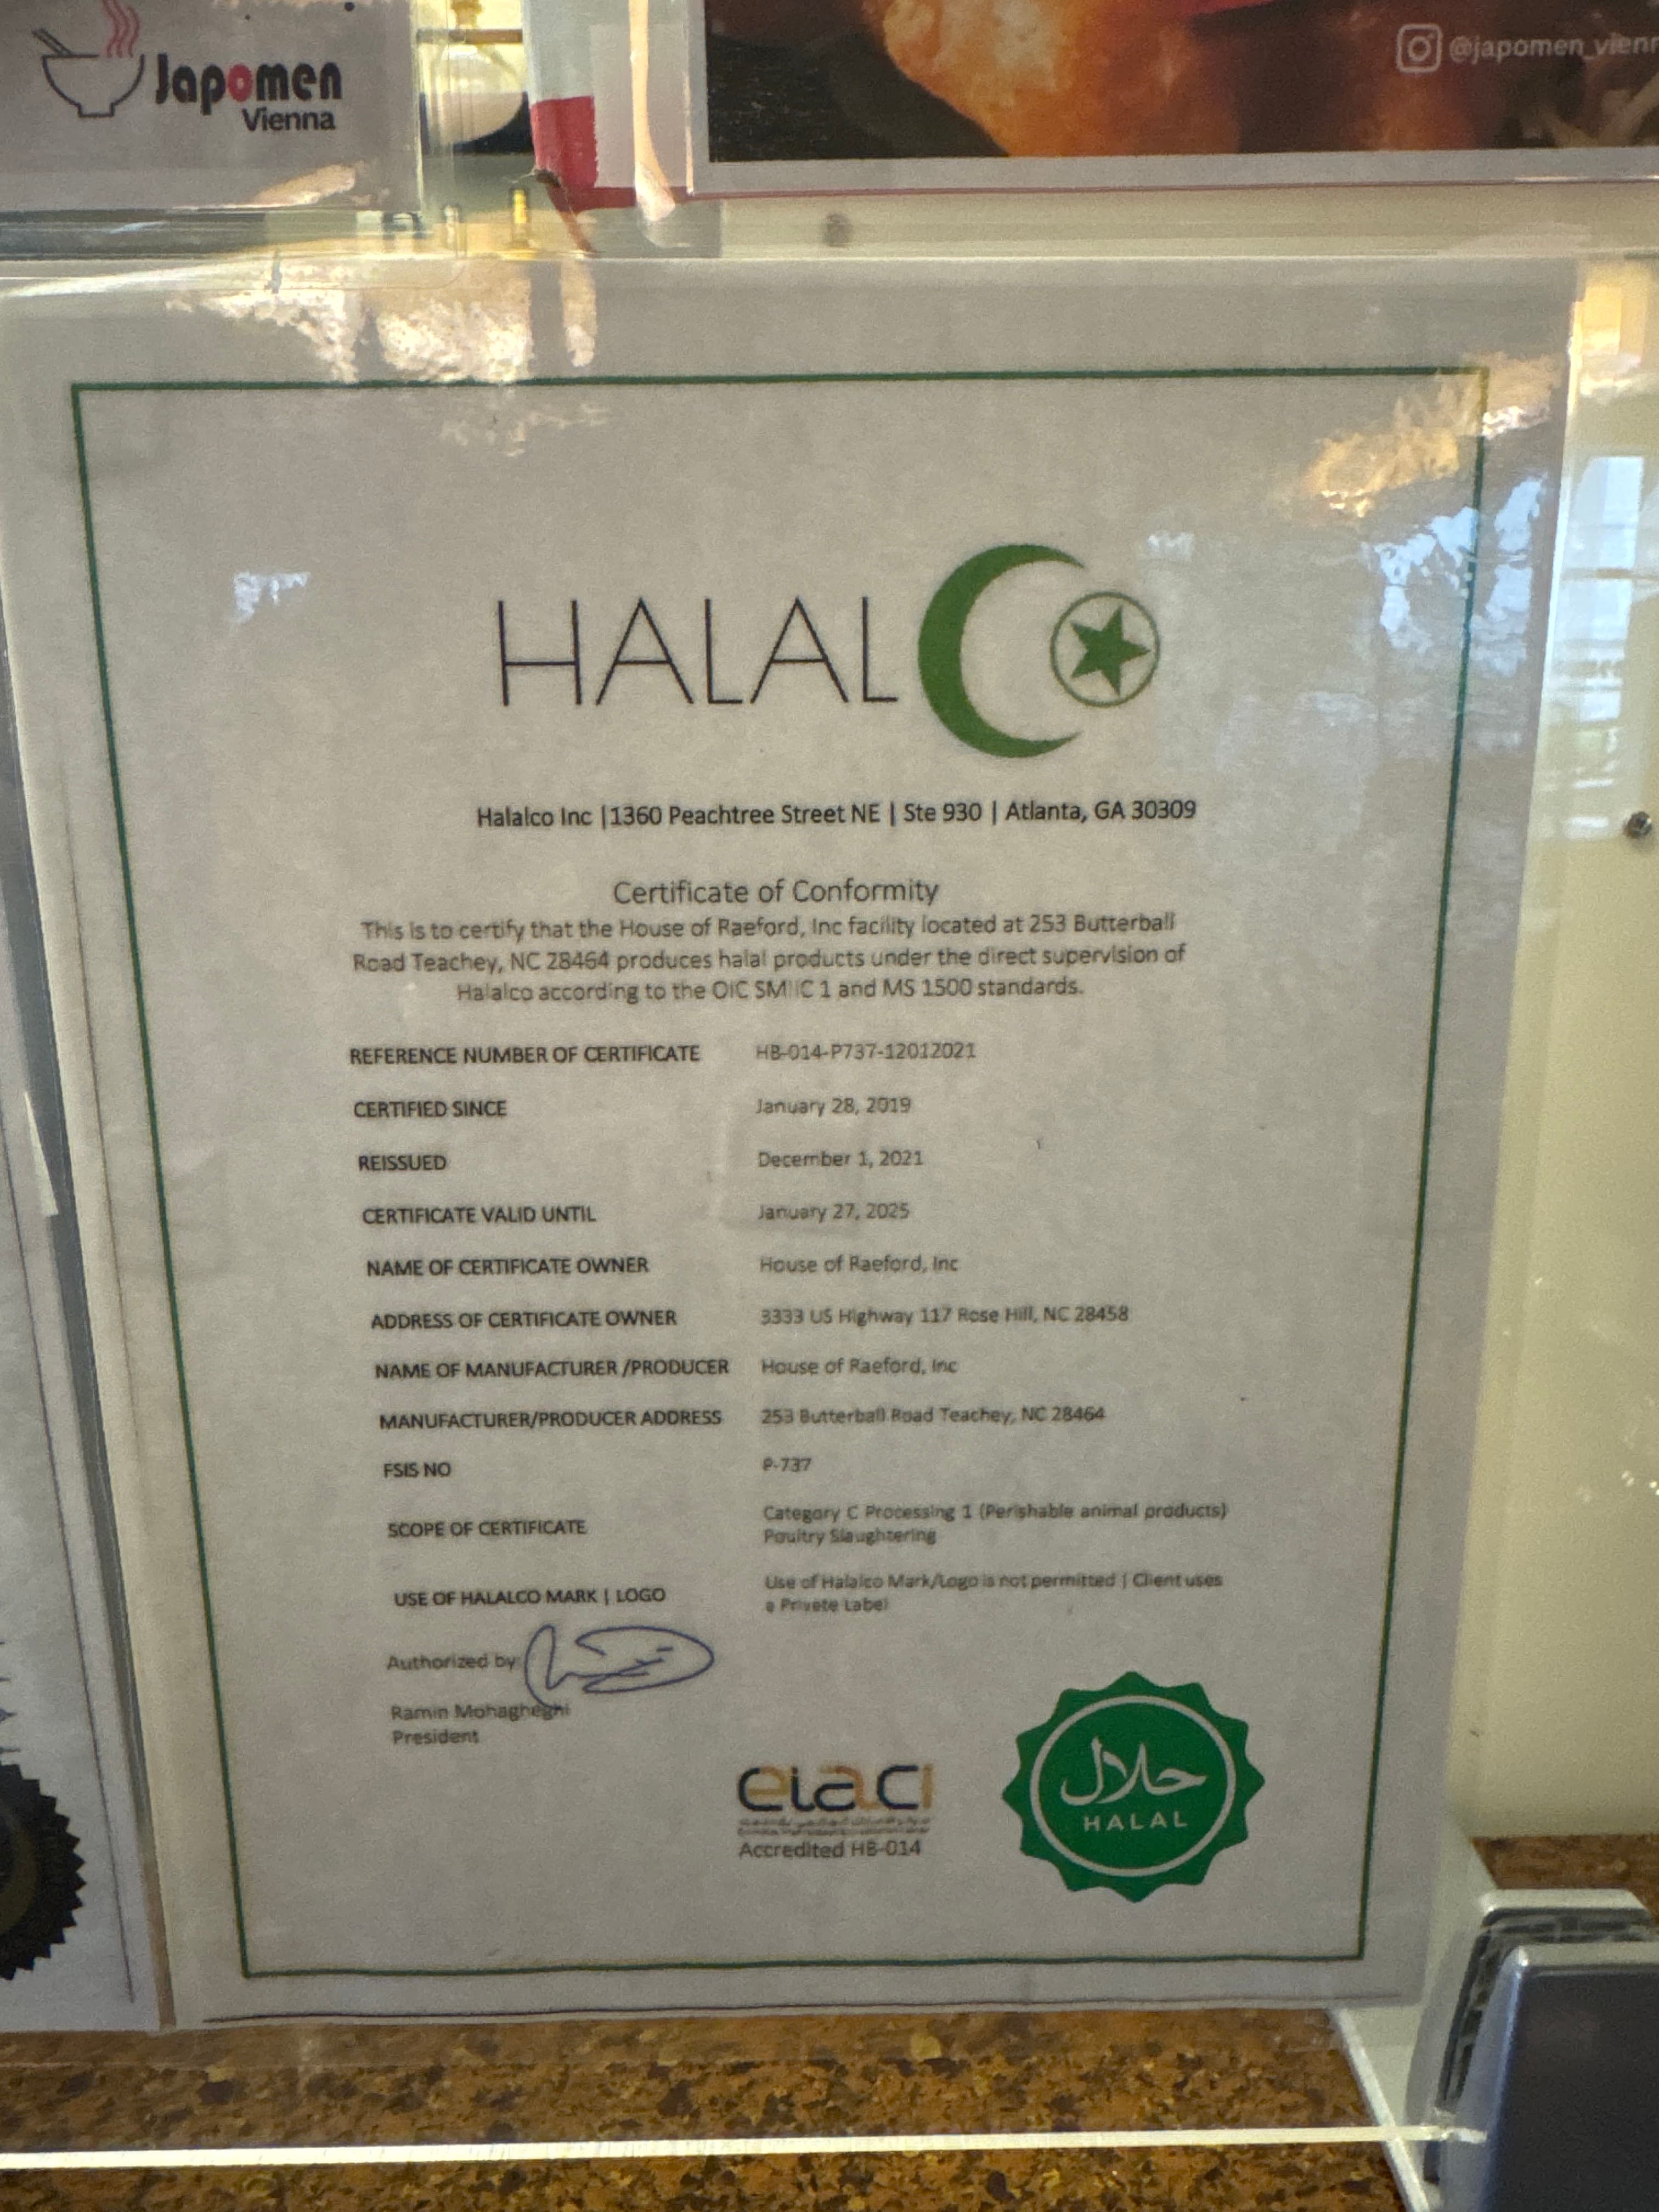 Japomen
Vienna
@japomen_vienn
HALAL
Halalco Inc |1360 Peachtree Street NE | Ste 930 | Atlanta, GA 30309
Certificate of Conformity
This is to certify that the House of Raeford, Inc facility located at 253 Butterball
Road Teachey, NC 28464 produces halal products under the direct supervision of
Halalco according to the OIC SMIIC 1 and MS 1500 standards.
REFERENCE NUMBER OF CERTIFICATE HB-014-P737-12012021
CERTIFIED SINCE January 28, 2019
REISSUED December 1, 2021
CERTIFICATE VALID UNTIL January 27, 2025
NAME OF CERTIFICATE OWNER House of Raeford, Inc
ADDRESS OF CERTIFICATE OWNER 3333 US Highway 117 Rose Hill, NC 28458
NAME OF MANUFACTURER /PRODUCER House of Raeford, Inc
MANUFACTURER/PRODUCER ADDRESS 253 Butterball Road Teachey, NC 28464
FSIS NO P-737
SCOPE OF CERTIFICATE Category C Processing 1 (Perishable animal products)
Poultry Slaughtering
USE OF HALALCO MARK | LOGO Use of Halalco Mark/Logo is not permitted | Client uses
a Private Label
Authorized by:
Ramin Mohagheghi
President
eiaci
Accredited HB-014
حلال
HALAL